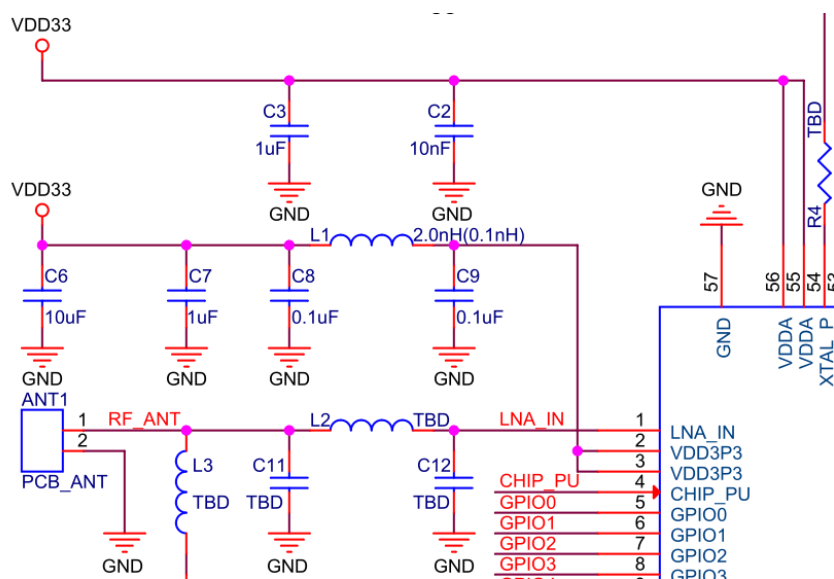 VDD33
C3
1uF
GND
C2
10nF
GND
TBD
R4
VDD33
L1
2.0nH(0.1nH)
C6
10uF
GND
C7
1uF
GND
C8
0.1uF
GND
C9
0.1uF
GND
GND
57
56
55
54
53
GND
VDDA
VDDA
XTAL_P
ANT1
1
2
PCB_ANT
RF_ANT
L2
TBD
LNA_IN
L3
TBD
C11
TBD
GND
GND
C12
TBD
GND
1
LNA_IN
2
VDD3P3
3
VDD3P3
CHIP_PU
4
CHIP_PU
GPIO0
5
GPIO0
GPIO1
6
GPIO1
GPIO2
7
GPIO2
GPIO3
8
GPIO3